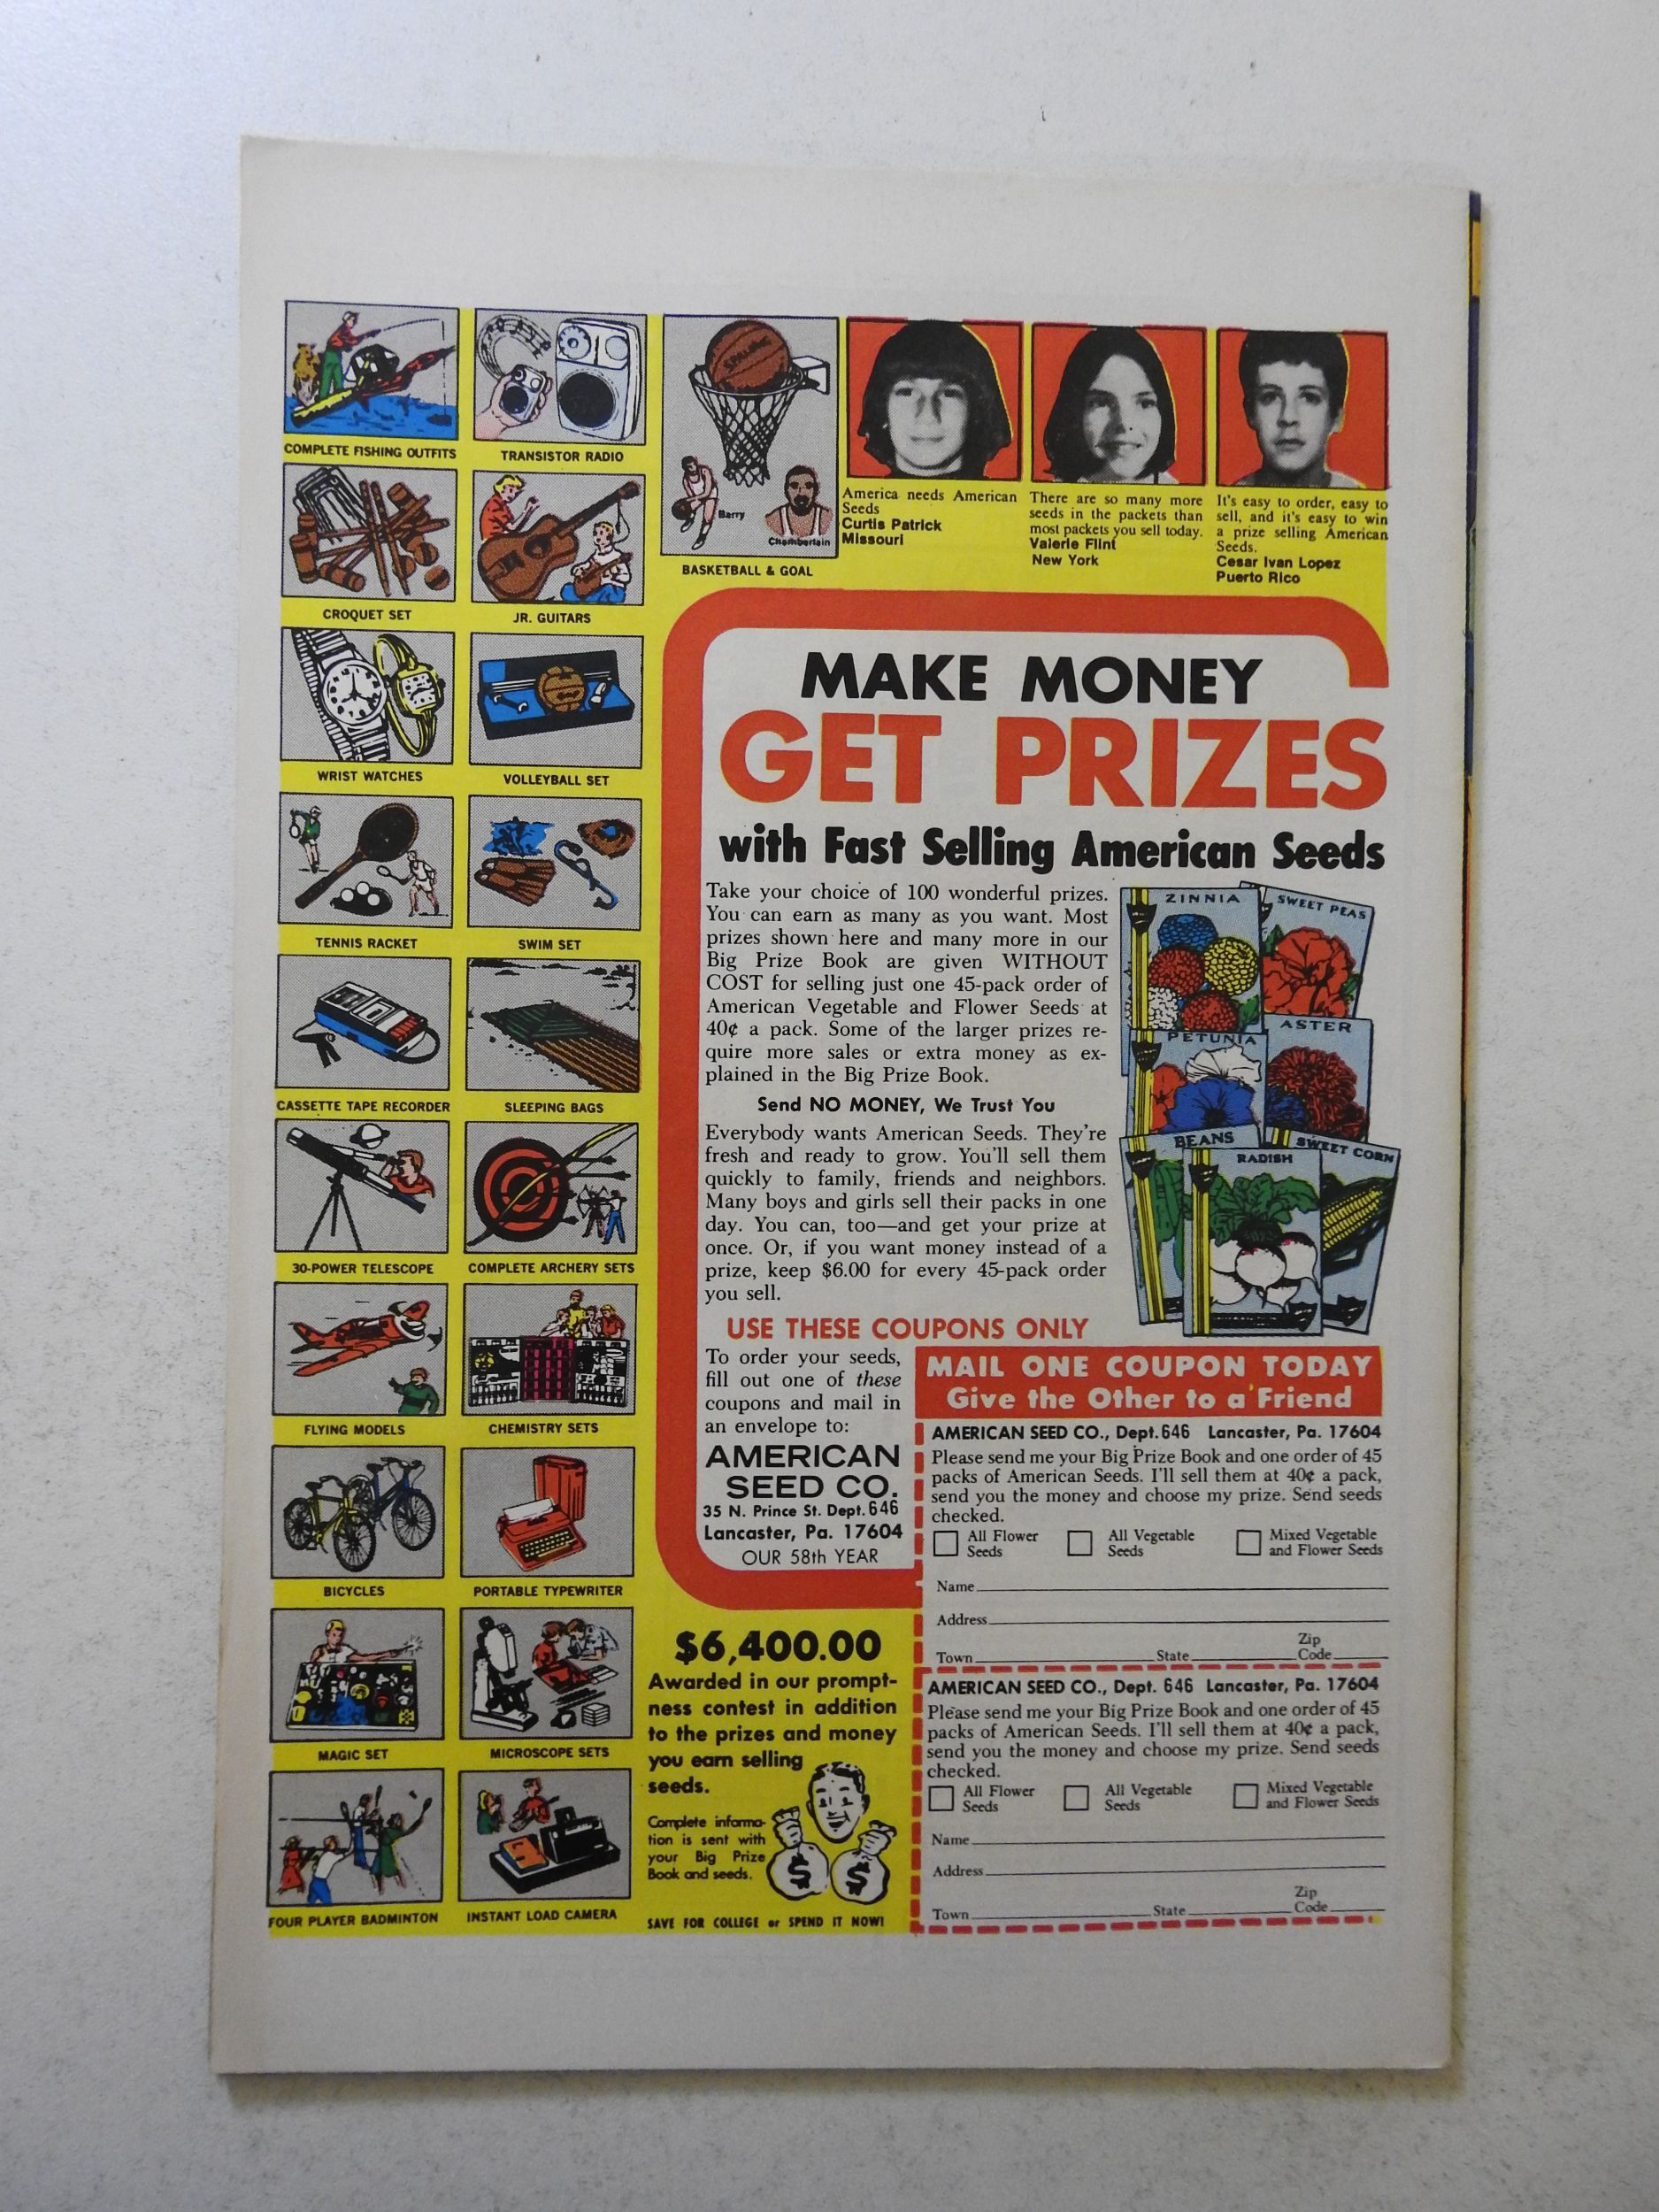 COMPLETE FISHING OUTFITS
TRANSISTOR RADIO
CROQUET SET
JR. GUITARS
WRIST WATCHES
VOLLEYBALL SET
TENNIS RACKET
SWIM SET
CASSETTE TAPE RECORDER
SLEEPING BAGS
30-POWER TELESCOPE
COMPLETE ARCHERY SETS
FLYING MODELS
CHEMISTRY SETS
BICYCLES
PORTABLE TYPEWRITER
MAGIC SET
MICROSCOPE SETS
FOUR PLAYER BADMINTON
INSTANT LOAD CAMERA
SPALDING
Barry
Chamberlain
BASKETBALL & GOAL
America needs American
Seeds
Curtis Patrick
Missouri
There are so many more
seeds in the packets than
most packets you sell today.
Valerie Flint
New York
It's easy to order, easy to
sell, and it's easy to win
a prize selling American
Seeds.
Cesar Ivan Lopez
Puerto Rico
MAKE MONEY
GET PRIZES
with Fast Selling American Seeds
Take your choice of 100 wonderful prizes.
You can earn as many as you want. Most
prizes shown here and many more in our
Big Prize Book are given WITHOUT
COST for selling just one 45-pack order of
American Vegetable and Flower Seeds at
40¢ a pack. Some of the larger prizes re-
quire more sales or extra money as ex-
plained in the Big Prize Book.
Send NO MONEY, We Trust You
Everybody wants American Seeds. They're
fresh and ready to grow. You'll sell them
quickly to family, friends and neighbors.
Many boys and girls sell their packs in one
day. You can, too—and get your prize at
once. Or, if you want money instead of a
prize, keep $6.00 for every 45-pack order
you sell.
ZINNIA
SWEET PEAS
PETUNIA
ASTER
BEANS
RADISH
SWEET CORN
USE THESE COUPONS ONLY
To order your seeds,
fill out one of these
coupons and mail in
an envelope to:
AMERICAN
SEED CO.
35 N. Prince St. Dept. 646
Lancaster, Pa. 17604
OUR 58th YEAR
MAIL ONE COUPON TODAY
Give the Other to a Friend
AMERICAN SEED CO., Dept. 646 Lancaster, Pa. 17604
Please send me your Big Prize Book and one order of 45
packs of American Seeds. I'll sell them at 40¢ a pack,
send you the money and choose my prize. Send seeds
checked.
All Flower Seeds
All Vegetable Seeds
Mixed Vegetable and Flower Seeds
Name
Address
Town State Zip Code
AMERICAN SEED CO., Dept. 646 Lancaster, Pa. 17604
Please send me your Big Prize Book and one order of 45
packs of American Seeds. I'll sell them at 40¢ a pack,
send you the money and choose my prize. Send seeds
checked.
All Flower Seeds
All Vegetable Seeds
Mixed Vegetable and Flower Seeds
Name
Address
Town State Zip Code
$6,400.00
Awarded in our prompt-
ness contest in addition
to the prizes and money
you earn selling
seeds.
Complete informa-
tion is sent with
your Big Prize
Book and seeds.
$ $
SAVE FOR COLLEGE or SPEND IT NOW!